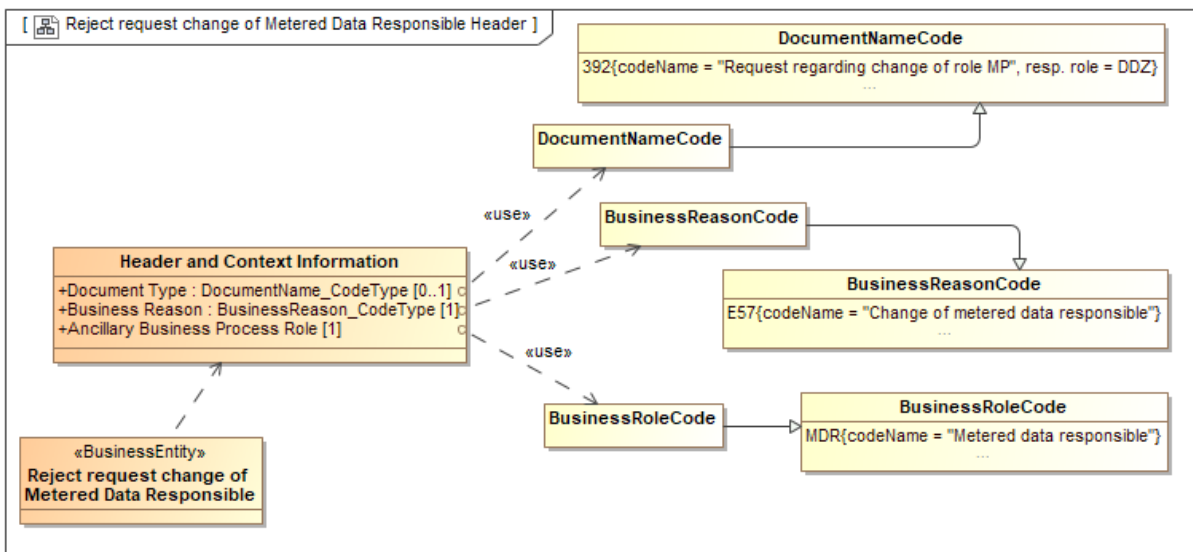 [ Reject request change of Metered Data Responsible Header ]
DocumentNameCode
392{codeName = "Request regarding change of role MP", resp. role = DDZ}
...
DocumentNameCode
«use»
BusinessReasonCode
«use»
Header and Context Information
+Document Type : DocumentName_CodeType [0..1]
+Business Reason : BusinessReason_CodeType [1]
+Ancillary Business Process Role [1]
BusinessReasonCode
E57{codeName = "Change of metered data responsible"}
...
«use»
BusinessRoleCode
BusinessRoleCode
MDR{codeName = "Metered data responsible"}
...
«BusinessEntity»
Reject request change of
Metered Data Responsible